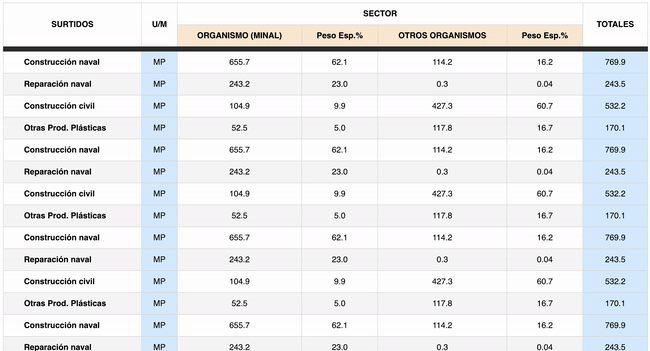 SURTIDOS U/M SECTOR TOTALES
ORGANISMO (MINAL) Peso Esp.% OTROS ORGANISMOS Peso Esp.%
Construcción naval MP 655.7 62.1 114.2 16.2 769.9
Reparación naval MP 243.2 23.0 0.3 0.04 243.5
Construcción civil MP 104.9 9.9 427.3 60.7 532.2
Otras Prod. Plásticas MP 52.5 5.0 117.8 16.7 170.1
Construcción naval MP 655.7 62.1 114.2 16.2 769.9
Reparación naval MP 243.2 23.0 0.3 0.04 243.5
Construcción civil MP 104.9 9.9 427.3 60.7 532.2
Otras Prod. Plásticas MP 52.5 5.0 117.8 16.7 170.1
Construcción naval MP 655.7 62.1 114.2 16.2 769.9
Reparación naval MP 243.2 23.0 0.3 0.04 243.5
Construcción civil MP 104.9 9.9 427.3 60.7 532.2
Otras Prod. Plásticas MP 52.5 5.0 117.8 16.7 170.1
Construcción naval MP 655.7 62.1 114.2 16.2 769.9
Reparación naval MP 243.2 23.0 0.3 0.04 243.5